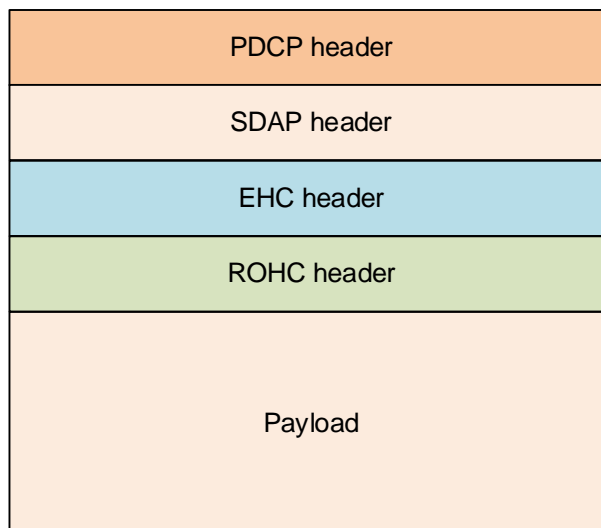 PDCP header
SDAP header
EHC header
ROHC header
Payload